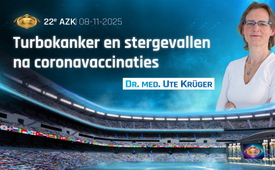 22e AZK | 08-11-2025
Turbokanker en stergevallen
na coronavaccinaties
Dr. med. Ute Krüger